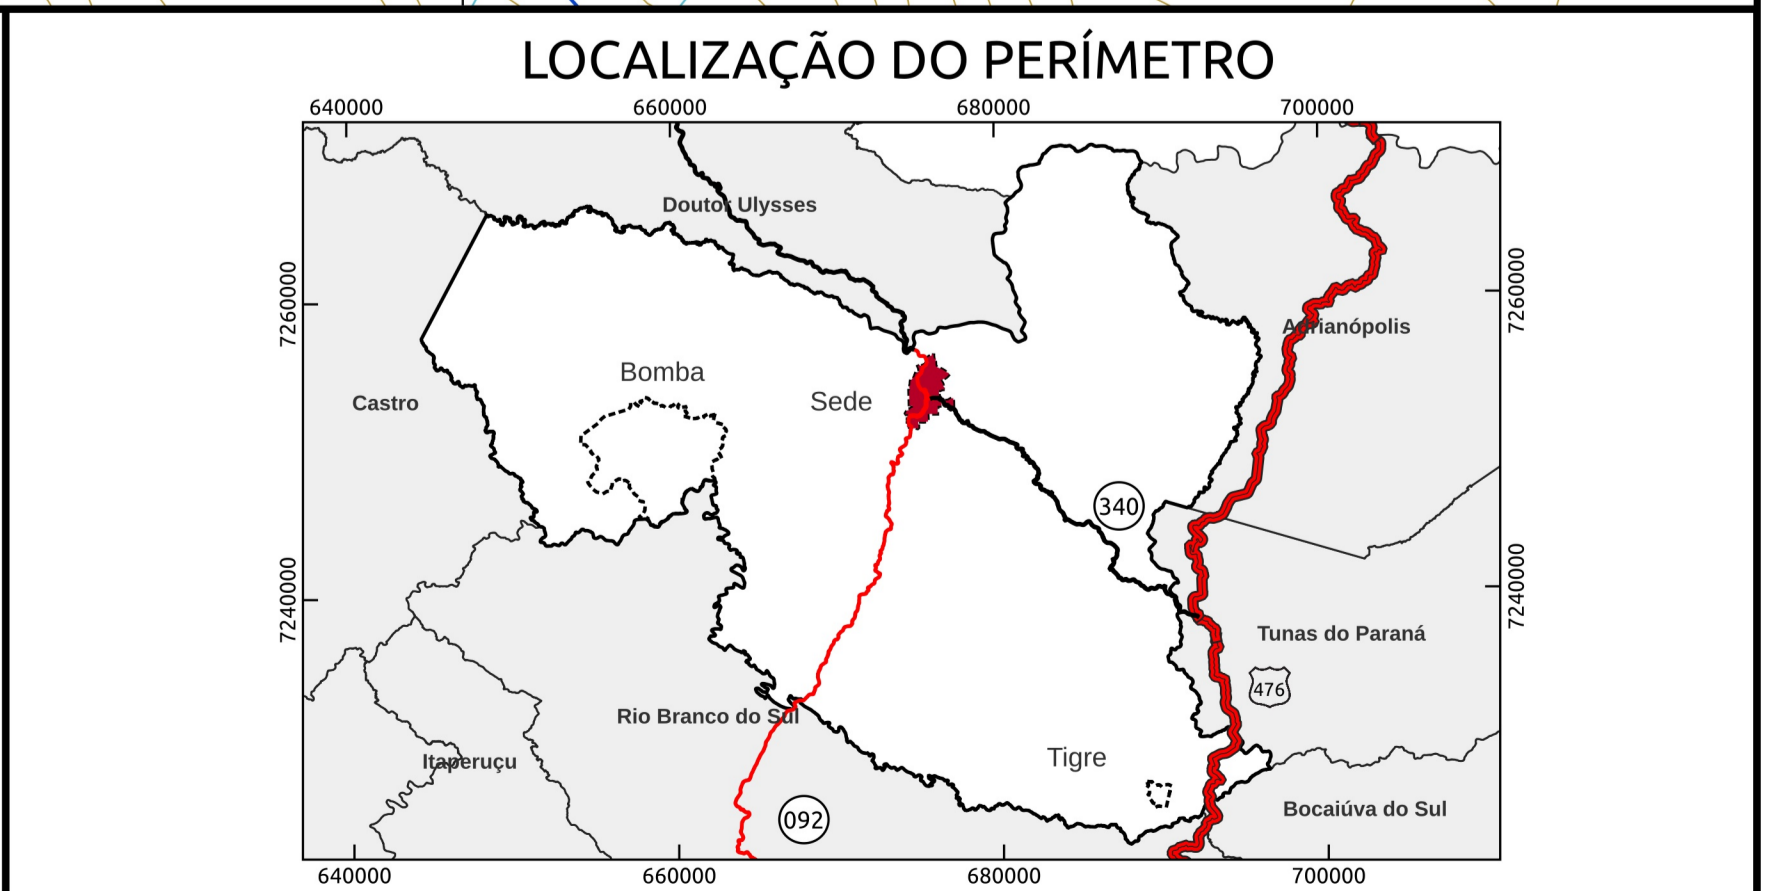 LOCALIZAÇÃO DO PERÍMETRO
640000 660000 680000 700000
Doutor Ulysses
7260000 7260000
Adrianópolis
Bomba
Castro Sede
340
7240000 7240000
Tunas do Paraná
476
Rio Branco do Sul
Tigre
Itaperuçu
Bocaiúva do Sul
092
640000 660000 680000 700000